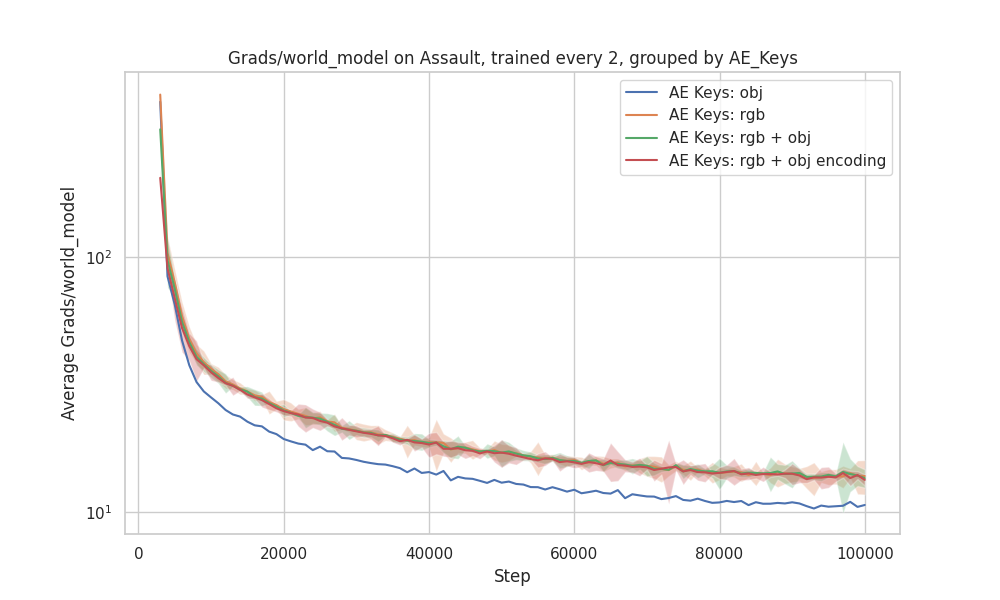 Grads/world_model on Assault, trained every 2, grouped by AE_Keys
AE Keys: obj
AE Keys: rgb
AE Keys: rgb + obj
AE Keys: rgb + obj encoding
Average Grads/world_model
10²
10¹
0 20000 40000 60000 80000 100000
Step